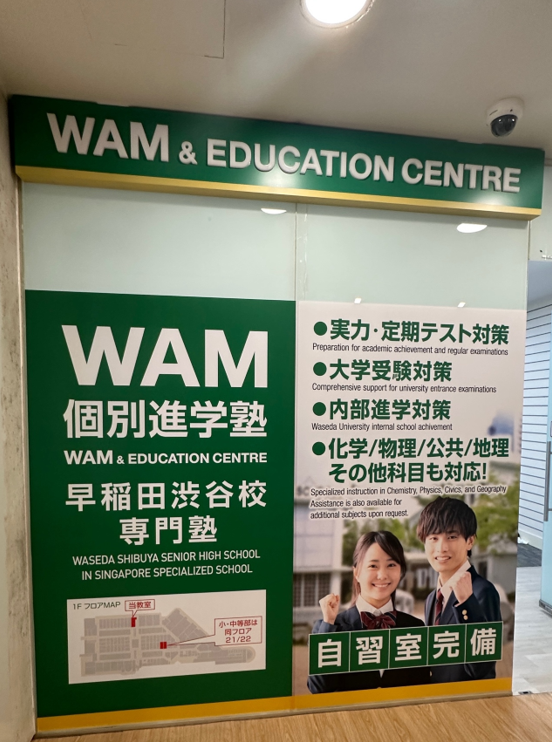 WAM & EDUCATION CENTRE
WAM
個別進学塾
WAM & EDUCATION CENTRE
早稲田渋谷校
専門塾
WASEDA SHIBUYA SENIOR HIGH SCHOOL
IN SINGAPORE SPECIALIZED SCHOOL
1F フロアMAP
当教室
小・中等部は
同フロア
21/22
●実力・定期テスト対策
Preparation for academic achievement and regular examinations
●大学受験対策
Comprehensive support for university entrance examinations
●内部進学対策
Waseda University internal school achievement
●化学/物理/公共/地理
その他科目も対応!
Specialized instruction in Chemistry, Physics, Civics, and Geography
Assistance is also available for
additional subjects upon request.
自習室完備